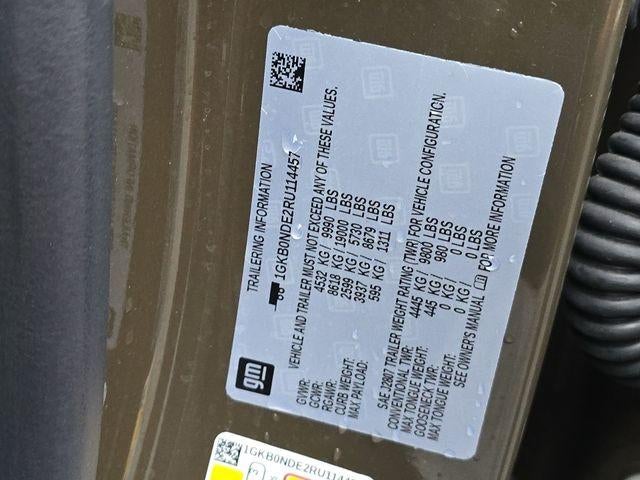 TRAILERING INFORMATION
1GKB0NDE2RU114457
VEHICLE AND TRAILER MUST NOT EXCEED ANY OF THESE VALUES.
GVWR: 4532 KG / 9990 LBS
GCWR: 8618 KG / 19000 LBS
RGAWR: 2599 KG / 5730 LBS
CURB WEIGHT: 3937 KG / 8679 LBS
MAX PAYLOAD: 595 KG / 1311 LBS
SAE J2807 TRAILER WEIGHT RATING (TWR) FOR VEHICLE CONFIGURATION.
CONVENTIONAL TWR: 4445 KG / 9800 LBS
MAX TONGUE WEIGHT: 445 KG / 980 LBS
GOOSENECK TWR: 0 KG / 0 LBS
MAX TONGUE WEIGHT: 0 KG / 0 LBS
SEE OWNER'S MANUAL FOR MORE INFORMATION
gm
1GKB0NDE2RU11445